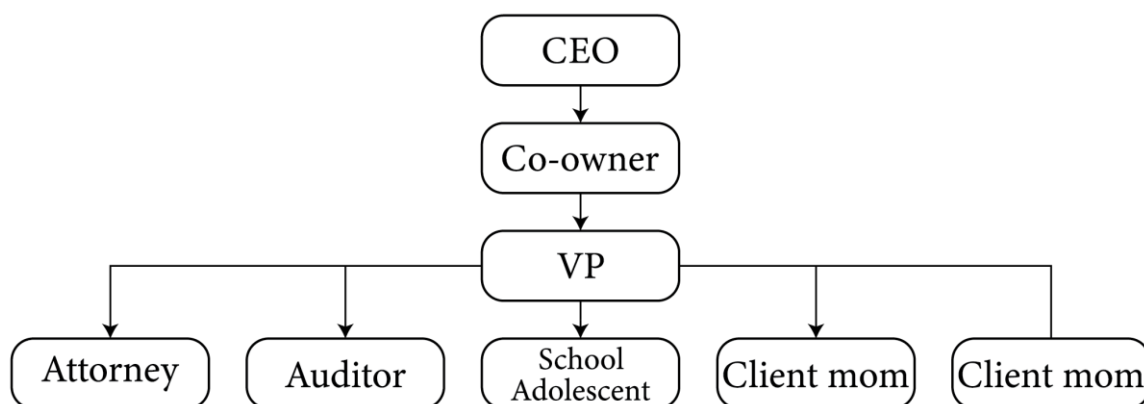 CEO
Co-owner
VP
Attorney
Auditor
School
Adolescent
Client mom
Client mom